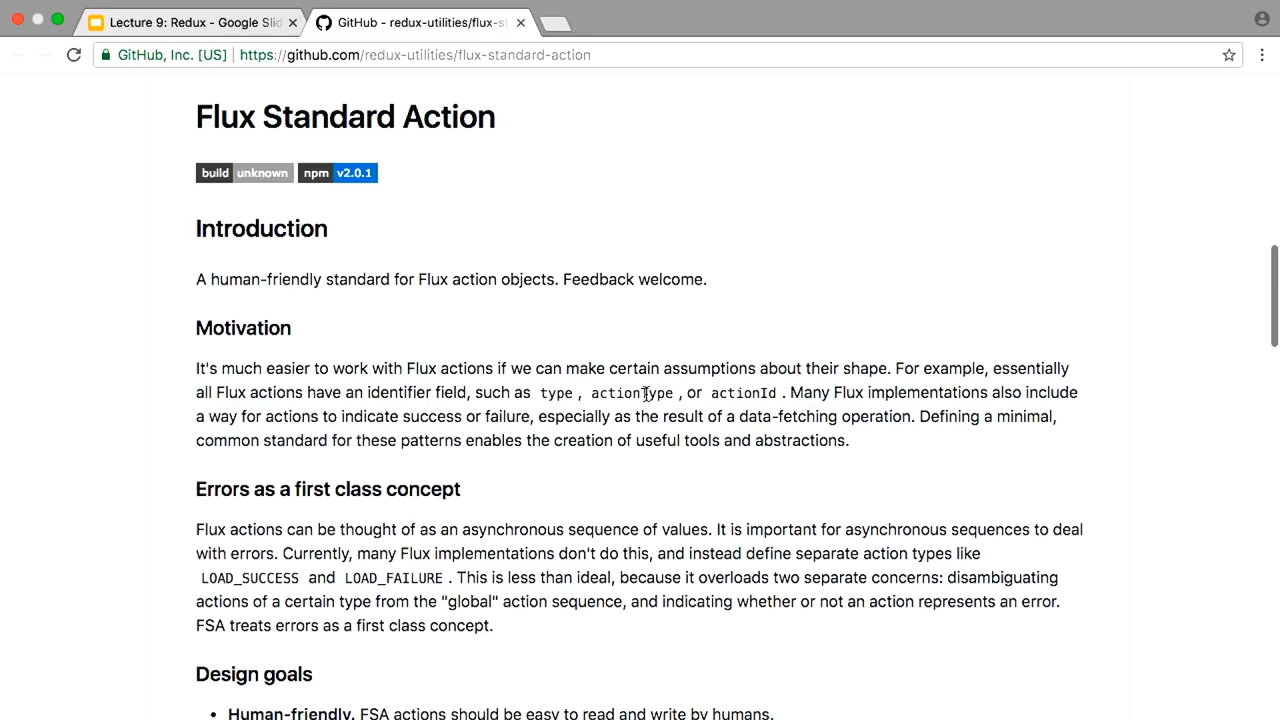 Lecture 9: Redux - Google Slid
GitHub - redux-utilities/flux-st
GitHub, Inc. [US] | https://github.com/redux-utilities/flux-standard-action
Flux Standard Action
build unknown npm v2.0.1
Introduction
A human-friendly standard for Flux action objects. Feedback welcome.
Motivation
It's much easier to work with Flux actions if we can make certain assumptions about their shape. For example, essentially
all Flux actions have an identifier field, such as type, actionType, or actionId. Many Flux implementations also include
a way for actions to indicate success or failure, especially as the result of a data-fetching operation. Defining a minimal,
common standard for these patterns enables the creation of useful tools and abstractions.
Errors as a first class concept
Flux actions can be thought of as an asynchronous sequence of values. It is important for asynchronous sequences to deal
with errors. Currently, many Flux implementations don't do this, and instead define separate action types like
LOAD_SUCCESS and LOAD_FAILURE. This is less than ideal, because it overloads two separate concerns: disambiguating
actions of a certain type from the "global" action sequence, and indicating whether or not an action represents an error.
FSA treats errors as a first class concept.
Design goals
• Human-friendly. FSA actions should be easy to read and write by humans.